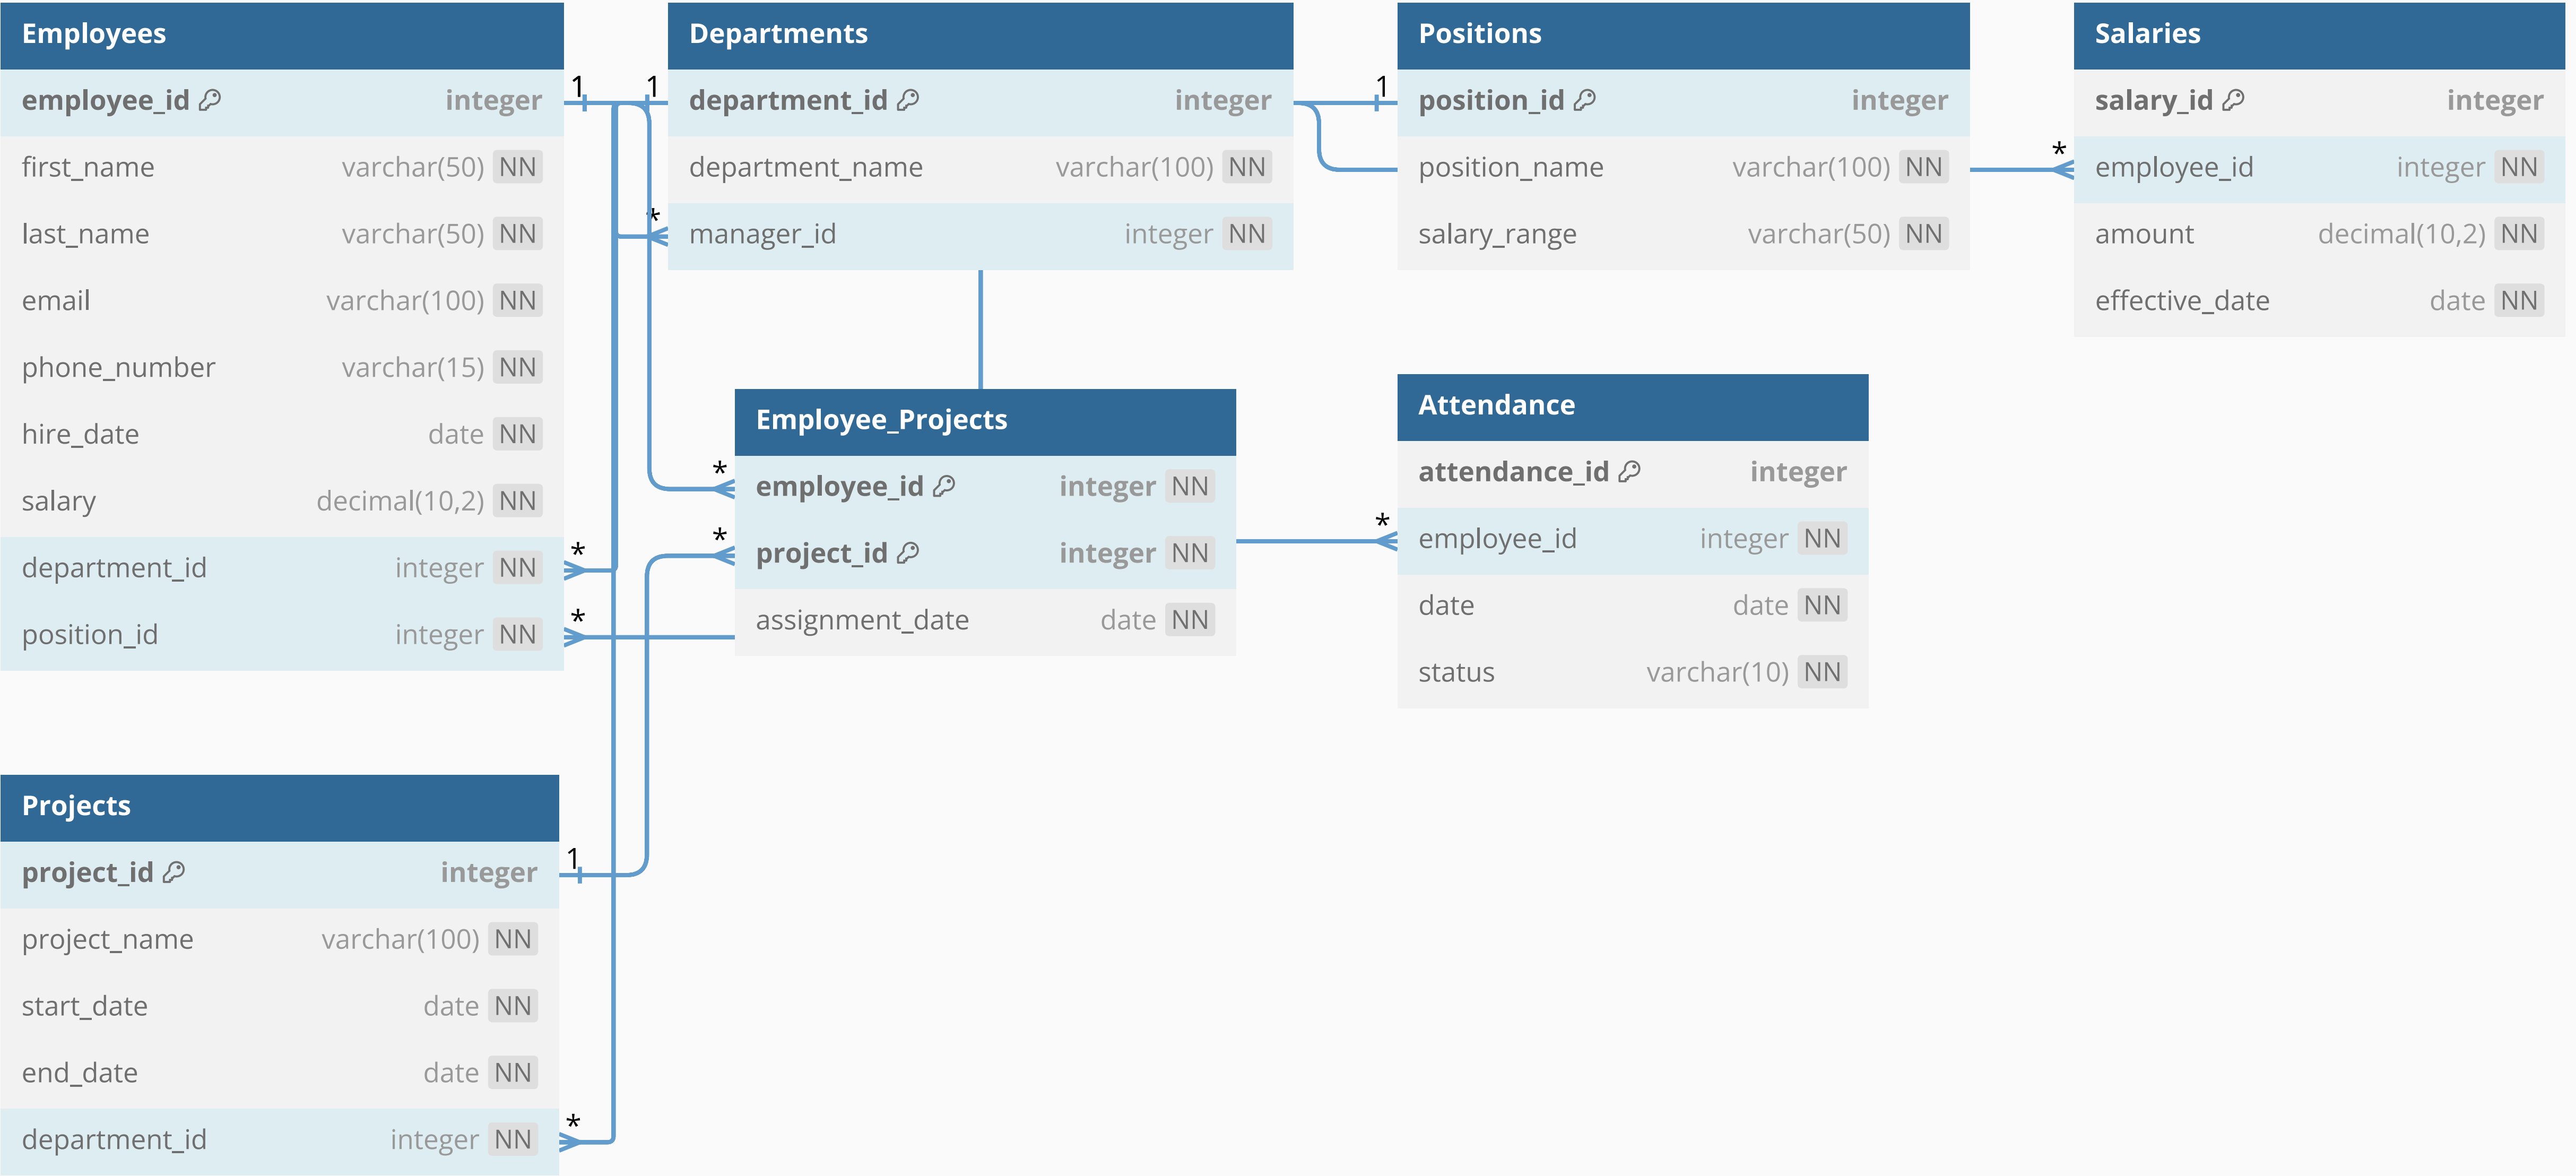 Employees
employee_id integer
first_name varchar(50) NN
last_name varchar(50) NN
email varchar(100) NN
phone_number varchar(15) NN
hire_date date NN
salary decimal(10,2) NN
department_id integer NN
position_id integer NN
1
*
*
Departments
department_id integer
department_name varchar(100) NN
manager_id integer NN
1
*
Positions
position_id integer
position_name varchar(100) NN
salary_range varchar(50) NN
1
Salaries
salary_id integer
employee_id integer NN
amount decimal(10,2) NN
effective_date date NN
*
Employee_Projects
employee_id integer NN
project_id integer NN
assignment_date date NN
*
*
Attendance
attendance_id integer
employee_id integer NN
date date NN
status varchar(10) NN
*
Projects
project_id integer
project_name varchar(100) NN
start_date date NN
end_date date NN
department_id integer NN
1
*